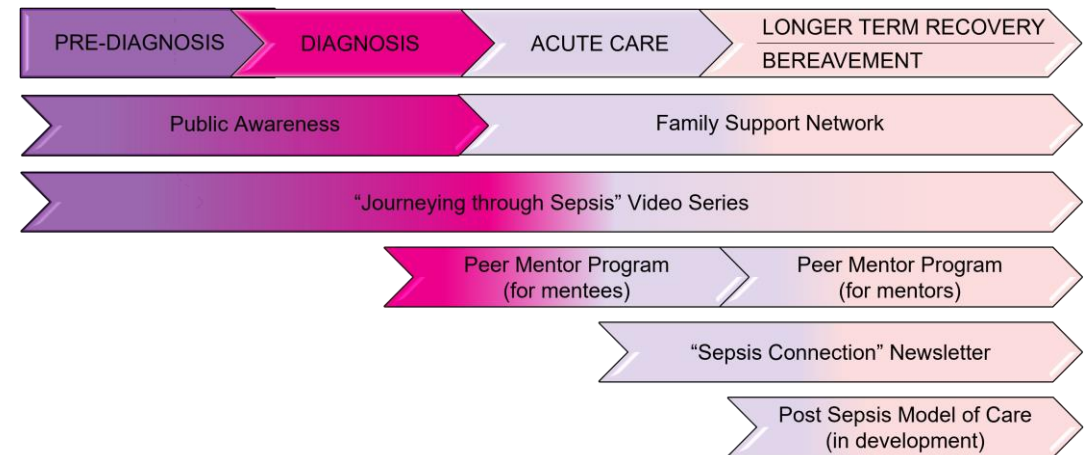 PRE-DIAGNOSIS
DIAGNOSIS
ACUTE CARE
LONGER TERM RECOVERY
BEREAVEMENT
Public Awareness
Family Support Network
“Journeying through Sepsis” Video Series
Peer Mentor Program
(for mentees)
Peer Mentor Program
(for mentors)
“Sepsis Connection” Newsletter
Post Sepsis Model of Care
(in development)